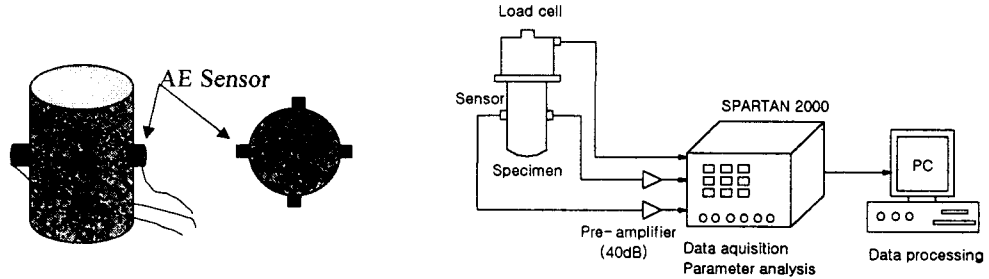 AE Sensor
Load cell
Sensor
SPARTAN 2000
PC
Specimen
Pre-amplifier
(40dB)
Data aquisition
Parameter analysis
Data processing